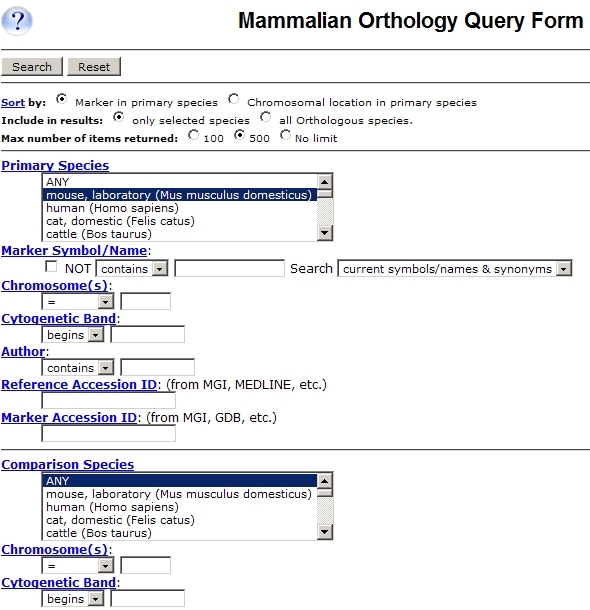 ?
Mammalian Orthology Query Form
Search Reset
Sort by: Marker in primary species Chromosomal location in primary species
Include in results: only selected species all Orthologous species.
Max number of items returned: 100 500 No limit
Primary Species
ANY
mouse, laboratory (Mus musculus domesticus)
human (Homo sapiens)
cat, domestic (Felis catus)
cattle (Bos taurus)
Marker Symbol/Name:
NOT contains Search current symbols/names & synonyms
Chromosome(s):
=
Cytogenetic Band:
begins
Author:
contains
Reference Accession ID: (from MGI, MEDLINE, etc.)
Marker Accession ID: (from MGI, GDB, etc.)
Comparison Species
ANY
mouse, laboratory (Mus musculus domesticus)
human (Homo sapiens)
cat, domestic (Felis catus)
cattle (Bos taurus)
Chromosome(s):
=
Cytogenetic Band:
begins